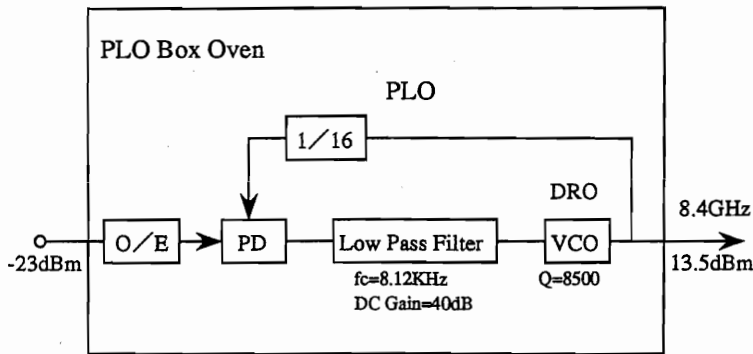 PLO Box Oven
PLO
1/16
DRO
8.4GHz
O/E
PD
Low Pass Filter
VCO
-23dBm
13.5dBm
fc=8.12KHz
Q=8500
DC Gain=40dB